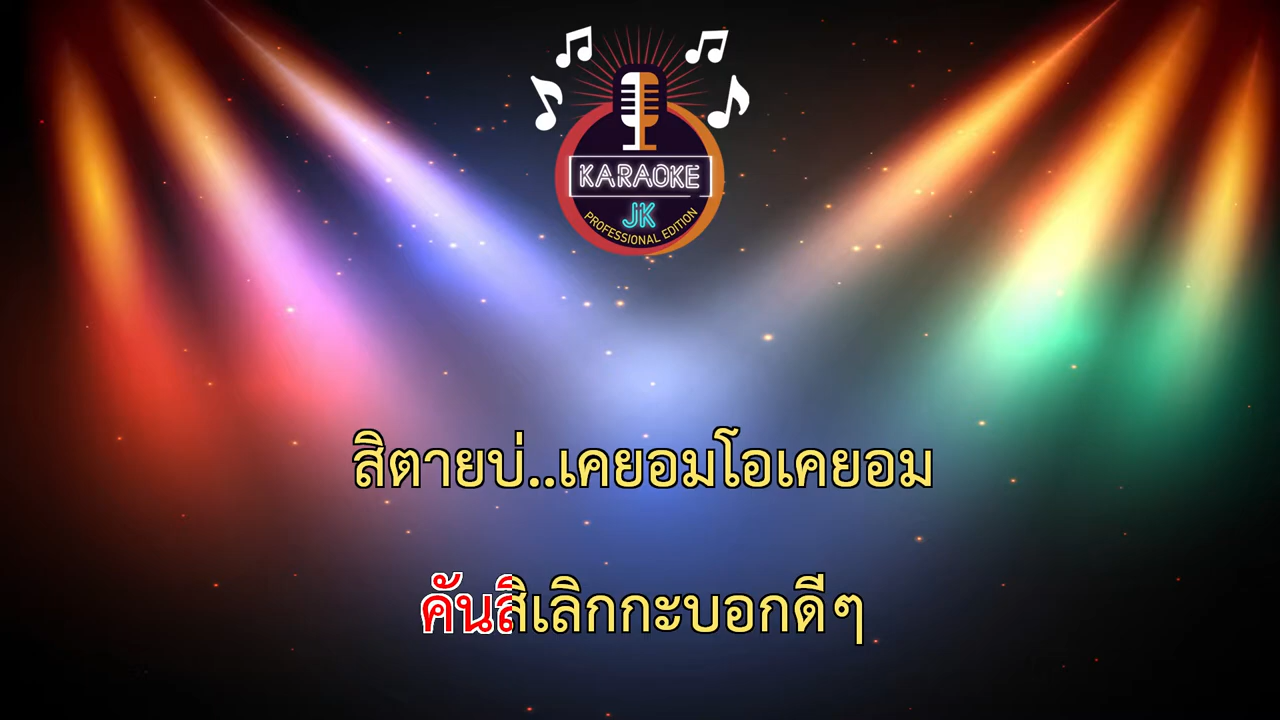 KARAOKE
JK
PROFESSIONAL EDITION
สิตายบ่..เคยอมโอเคยอม
คันสิเลิกกะบอกดีๆ